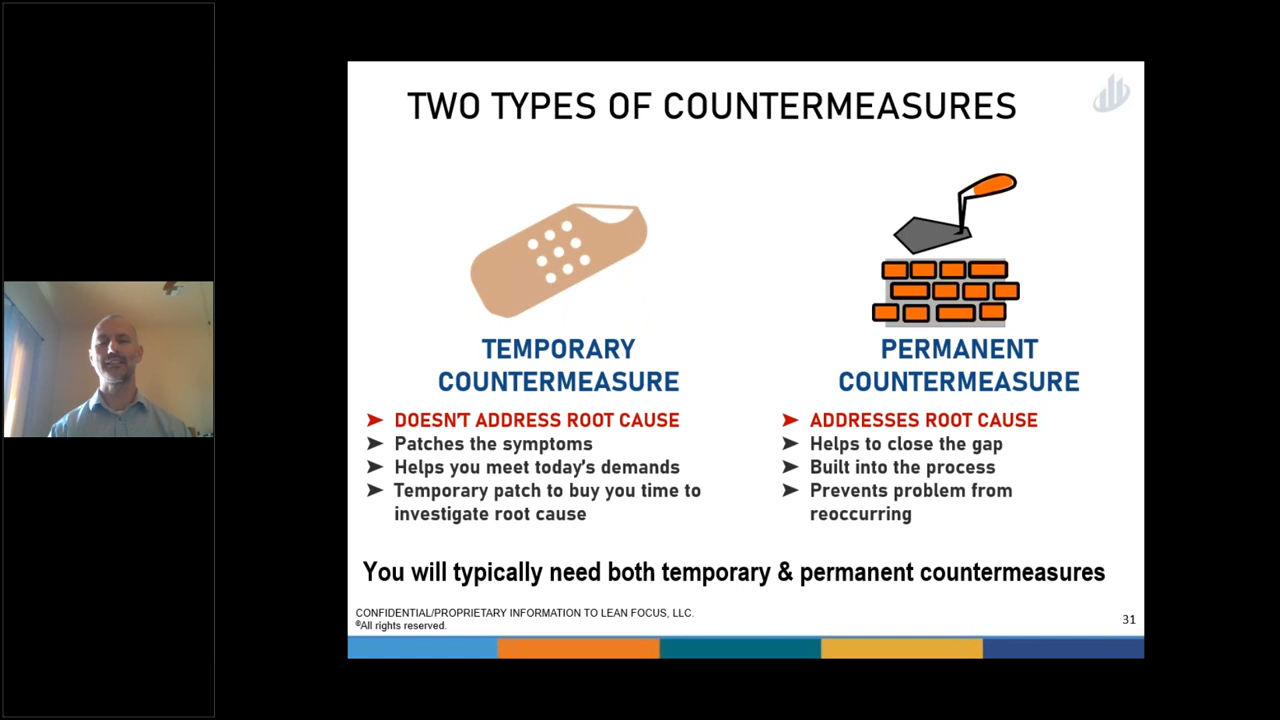 TWO TYPES OF COUNTERMEASURES
TEMPORARY
COUNTERMEASURE
➤ DOESN'T ADDRESS ROOT CAUSE
➤ Patches the symptoms
➤ Helps you meet today's demands
➤ Temporary patch to buy you time to
investigate root cause
PERMANENT
COUNTERMEASURE
➤ ADDRESSES ROOT CAUSE
➤ Helps to close the gap
➤ Built into the process
➤ Prevents problem from
reoccurring
You will typically need both temporary & permanent countermeasures
CONFIDENTIAL/PROPRIETARY INFORMATION TO LEAN FOCUS, LLC.
®All rights reserved.
31